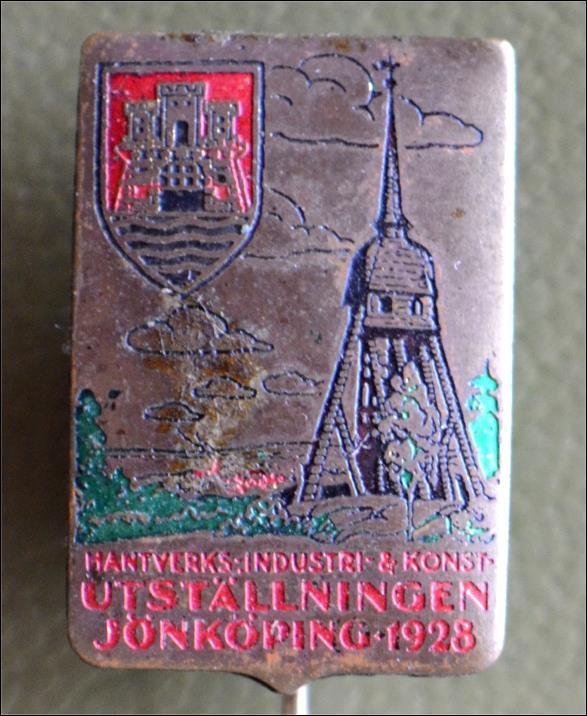 HANTVERKS-, INDUSTRI- & KONST-
UTSTÄLLNINGEN
JÖNKÖPING·1928